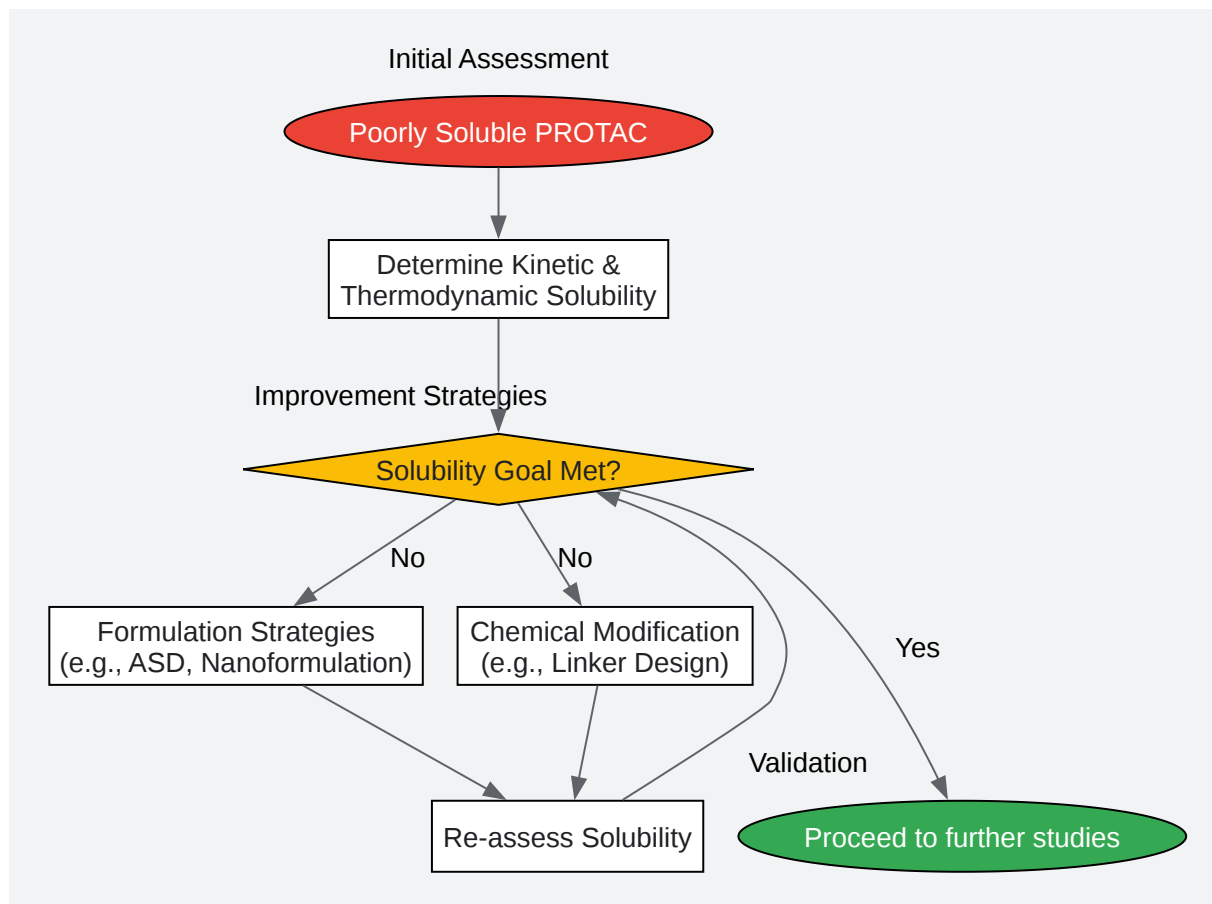 Initial Assessment
Poorly Soluble PROTAC
Determine Kinetic &
Thermodynamic Solubility
Improvement Strategies
Solubility Goal Met?
No
No
Formulation Strategies
(e.g., ASD, Nanoformulation)
Chemical Modification
(e.g., Linker Design)
Yes
Validation
Re-assess Solubility
Proceed to further studies